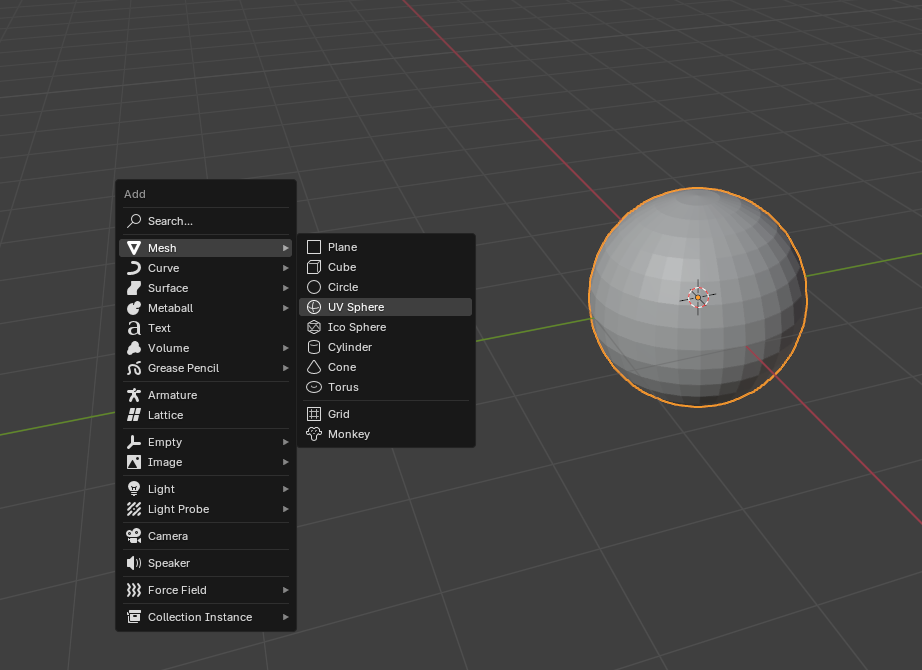 Add
Search...
Mesh
Curve
Surface
Metaball
Text
Volume
Grease Pencil
Armature
Lattice
Empty
Image
Light
Light Probe
Camera
Speaker
Force Field
Collection Instance
Plane
Cube
Circle
UV Sphere
Ico Sphere
Cylinder
Cone
Torus
Grid
Monkey